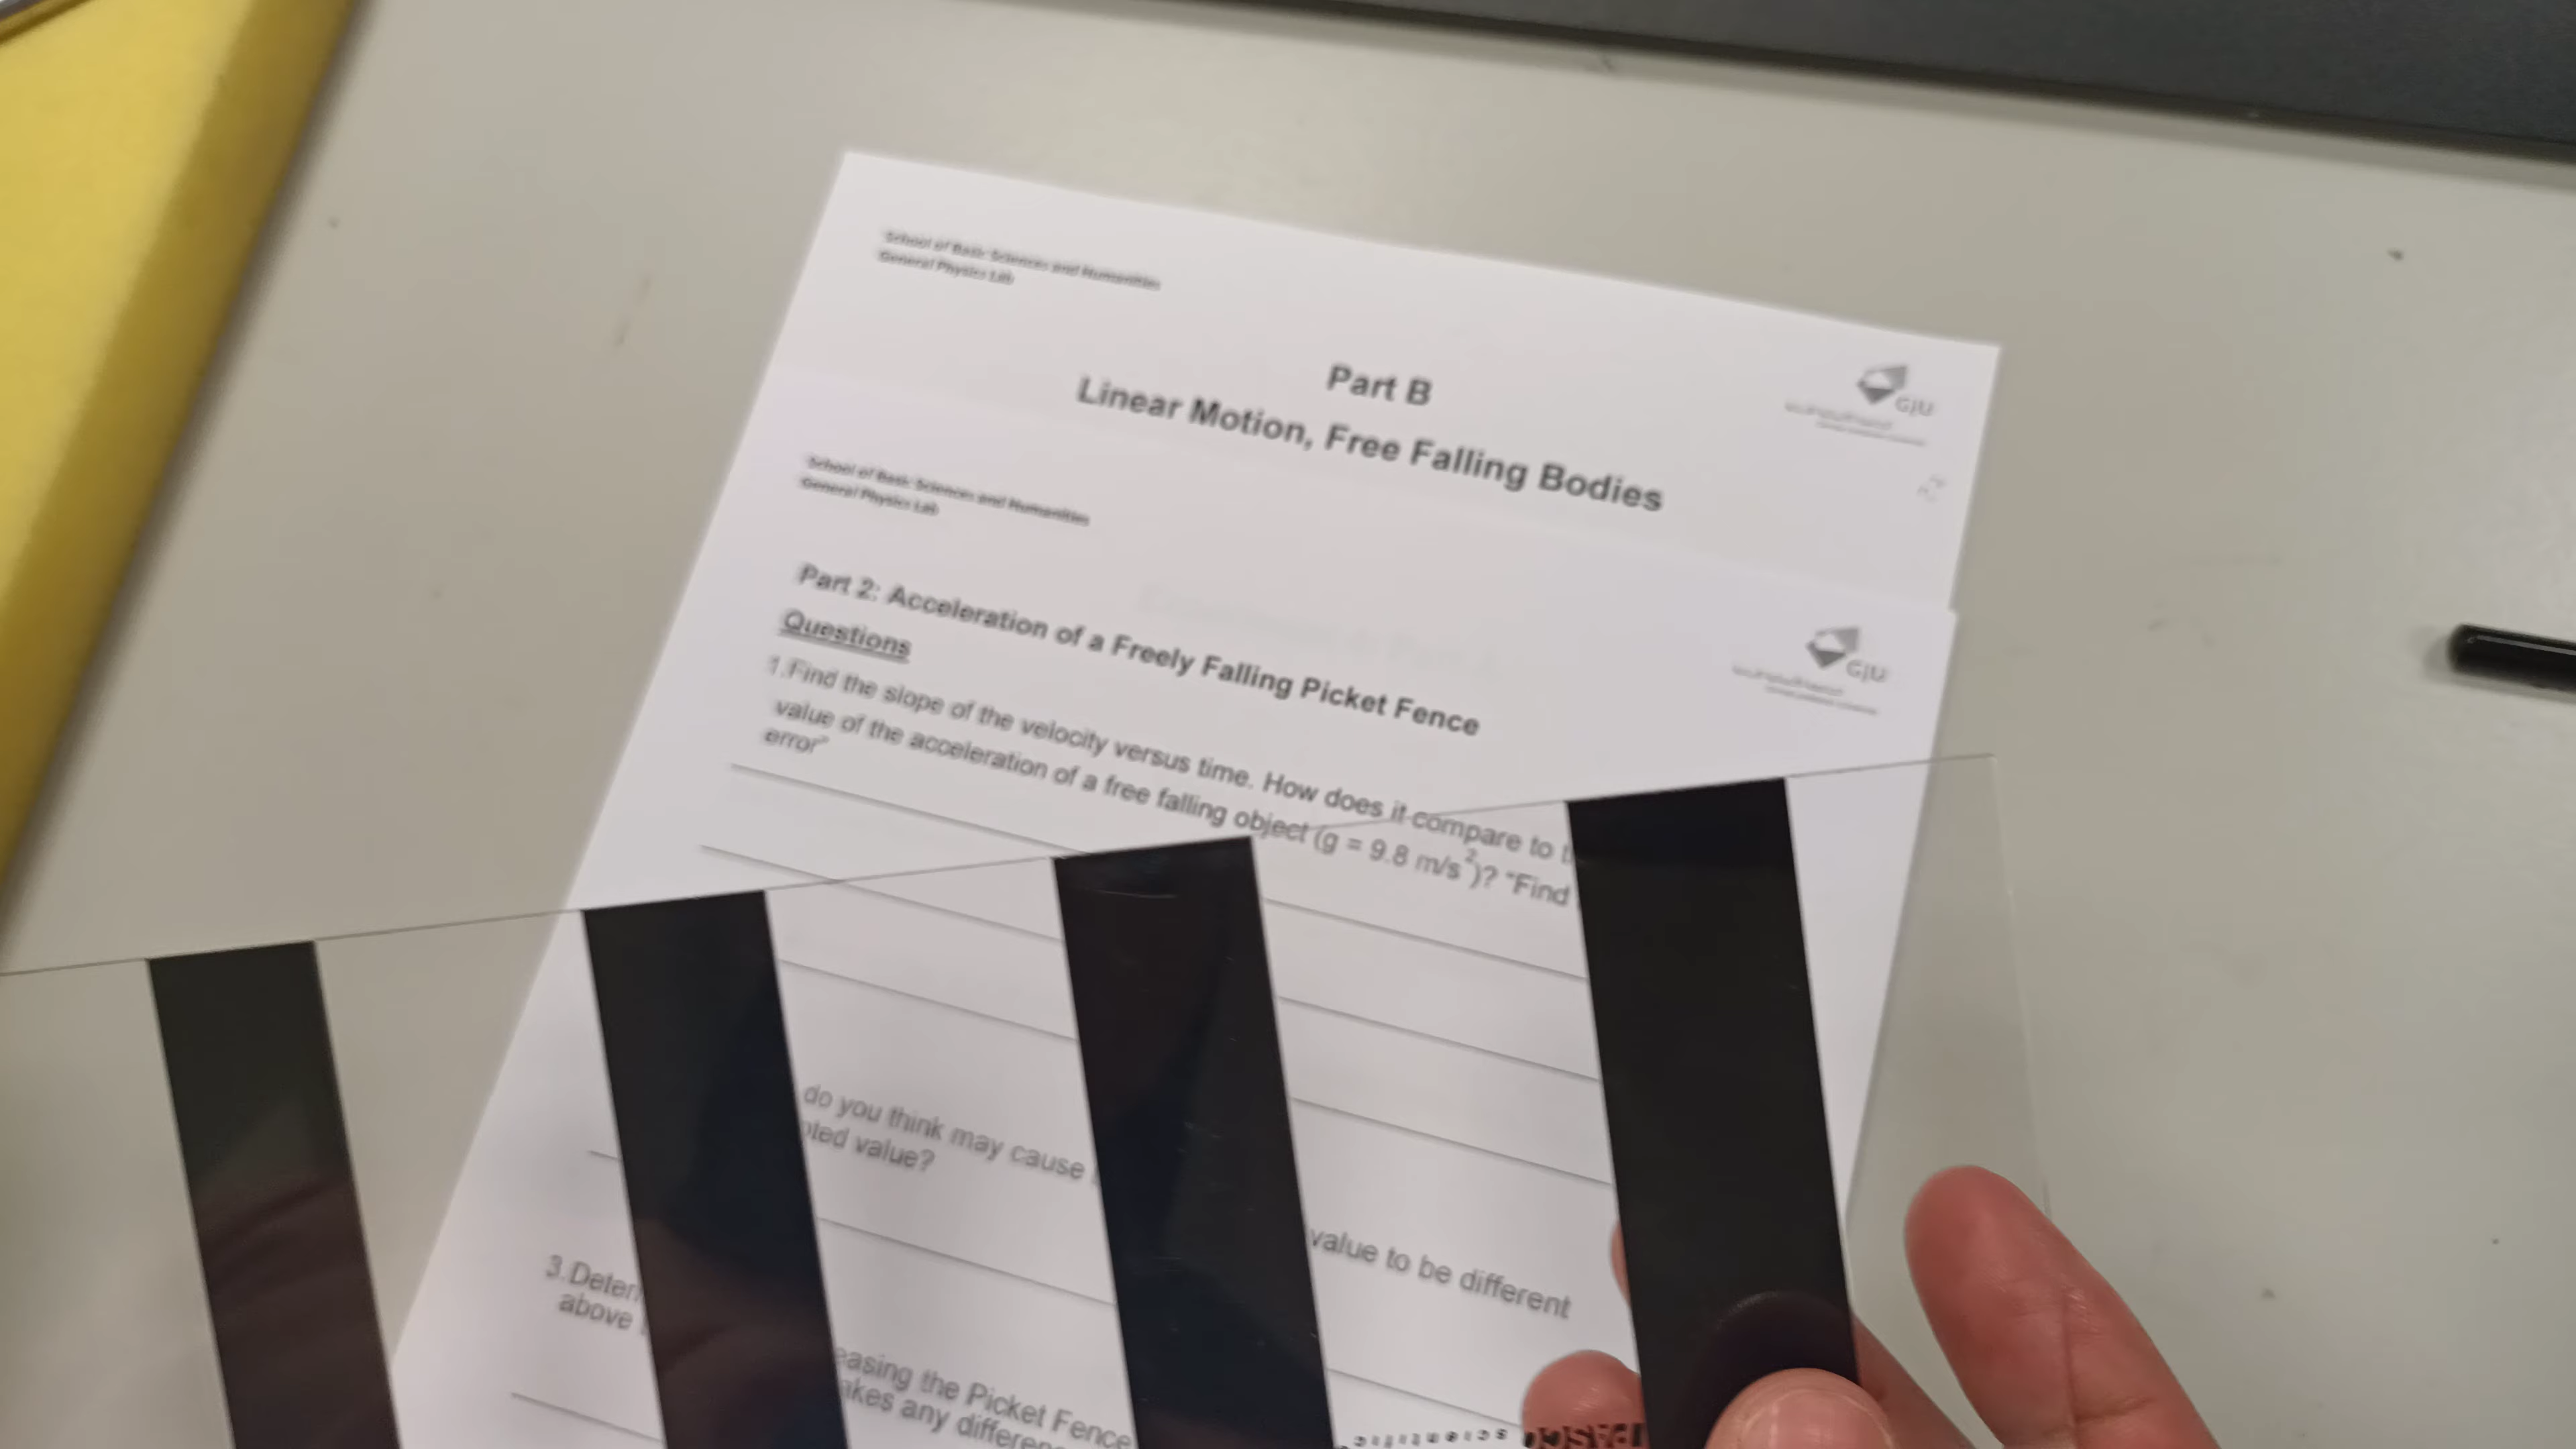 School of Basic Sciences and Humanities
General Physics Lab
Part B
Linear Motion, Free Falling Bodies
GJU
School of Basic Sciences and Humanities
General Physics Lab
GJU
Part 2: Acceleration of a Freely Falling Picket Fence
Questions
1.Find the slope of the velocity versus time. How does it compare to
value of the acceleration of a free falling object (g = 9.8 m/s²)? "Find
error"
do you think may cause
value to be different
value?
3.
above
the Picket Fence
any
PASCO scientific